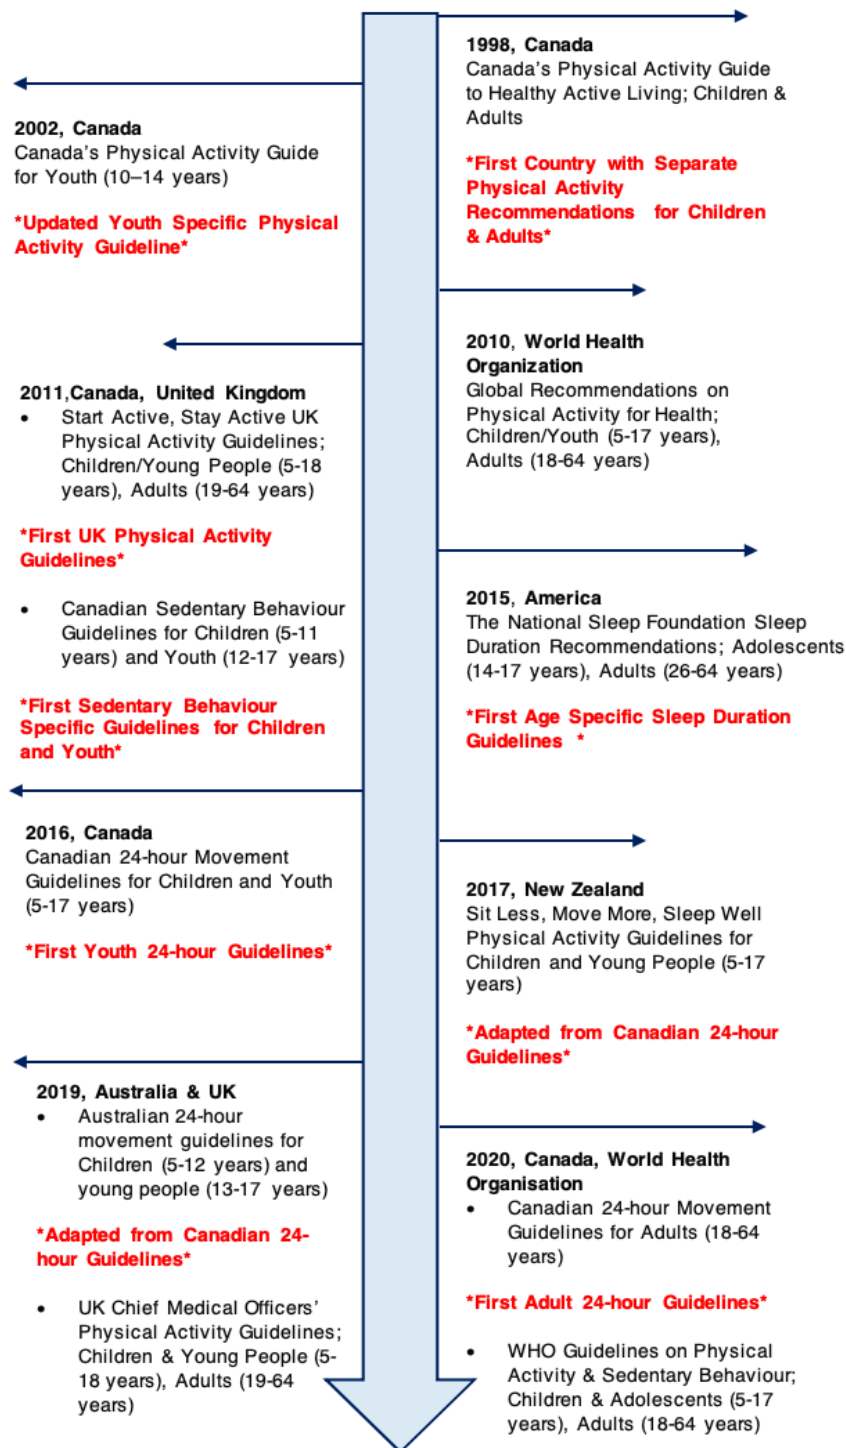 1998, Canada
Canada's Physical Activity Guide
to Healthy Active Living; Children &
Adults
*First Country with Separate
Physical Activity
Recommendations for Children
& Adults*
2002, Canada
Canada's Physical Activity Guide
for Youth (10–14 years)
*Updated Youth Specific Physical
Activity Guideline*
2010, World Health
Organization
Global Recommendations on
Physical Activity for Health;
Children/Youth (5-17 years),
Adults (18-64 years)
2011,Canada, United Kingdom
• Start Active, Stay Active UK
Physical Activity Guidelines;
Children/Young People (5-18
years), Adults (19-64 years)
*First UK Physical Activity
Guidelines*
• Canadian Sedentary Behaviour
Guidelines for Children (5-11
years) and Youth (12-17 years)
*First Sedentary Behaviour
Specific Guidelines for Children
and Youth*
2015, America
The National Sleep Foundation Sleep
Duration Recommendations; Adolescents
(14-17 years), Adults (26-64 years)
*First Age Specific Sleep Duration
Guidelines *
2016, Canada
Canadian 24-hour Movement
Guidelines for Children and Youth
(5-17 years)
*First Youth 24-hour Guidelines*
2017, New Zealand
Sit Less, Move More, Sleep Well
Physical Activity Guidelines for
Children and Young People (5-17
years)
*Adapted from Canadian 24-hour
Guidelines*
2019, Australia & UK
• Australian 24-hour
movement guidelines for
Children (5-12 years) and
young people (13-17 years)
*Adapted from Canadian 24-
hour Guidelines*
• UK Chief Medical Officers'
Physical Activity Guidelines;
Children & Young People (5-
18 years), Adults (19-64
years)
2020, Canada, World Health
Organisation
• Canadian 24-hour Movement
Guidelines for Adults (18-64
years)
*First Adult 24-hour Guidelines*
• WHO Guidelines on Physical
Activity & Sedentary Behaviour;
Children & Adolescents (5-17
years), Adults (18-64 years)